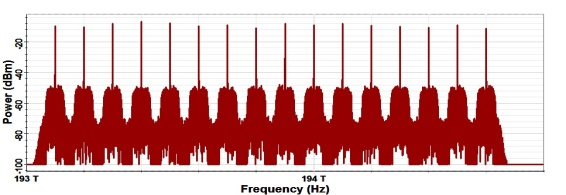 Power (dBm)
-20
-40
-60
-80
-100
193 T
194 T
Frequency (Hz)